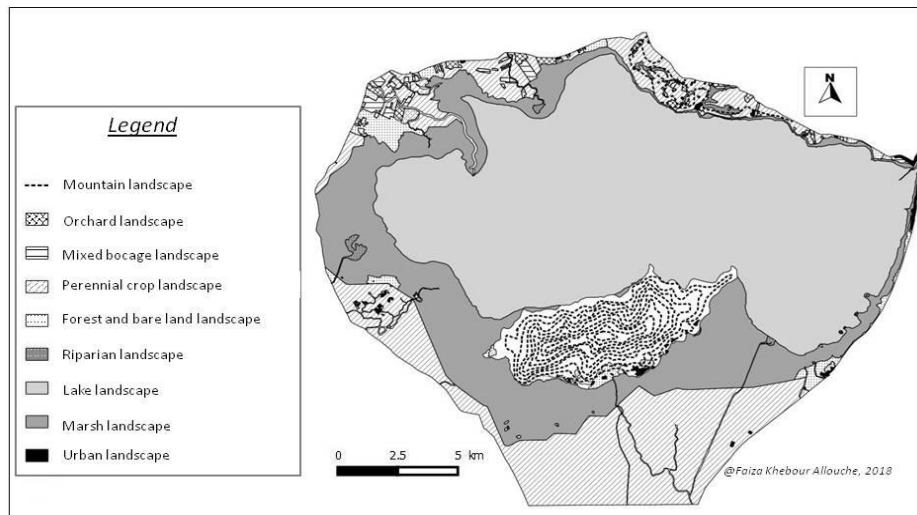 N
Legend
Mountain landscape
Orchard landscape
Mixed bocage landscape
Perennial crop landscape
Forest and bare land landscape
Riparian landscape
Lake landscape
Marsh landscape
Urban landscape
0 2.5 5 km
@Faiza Khebour Allouche, 2018